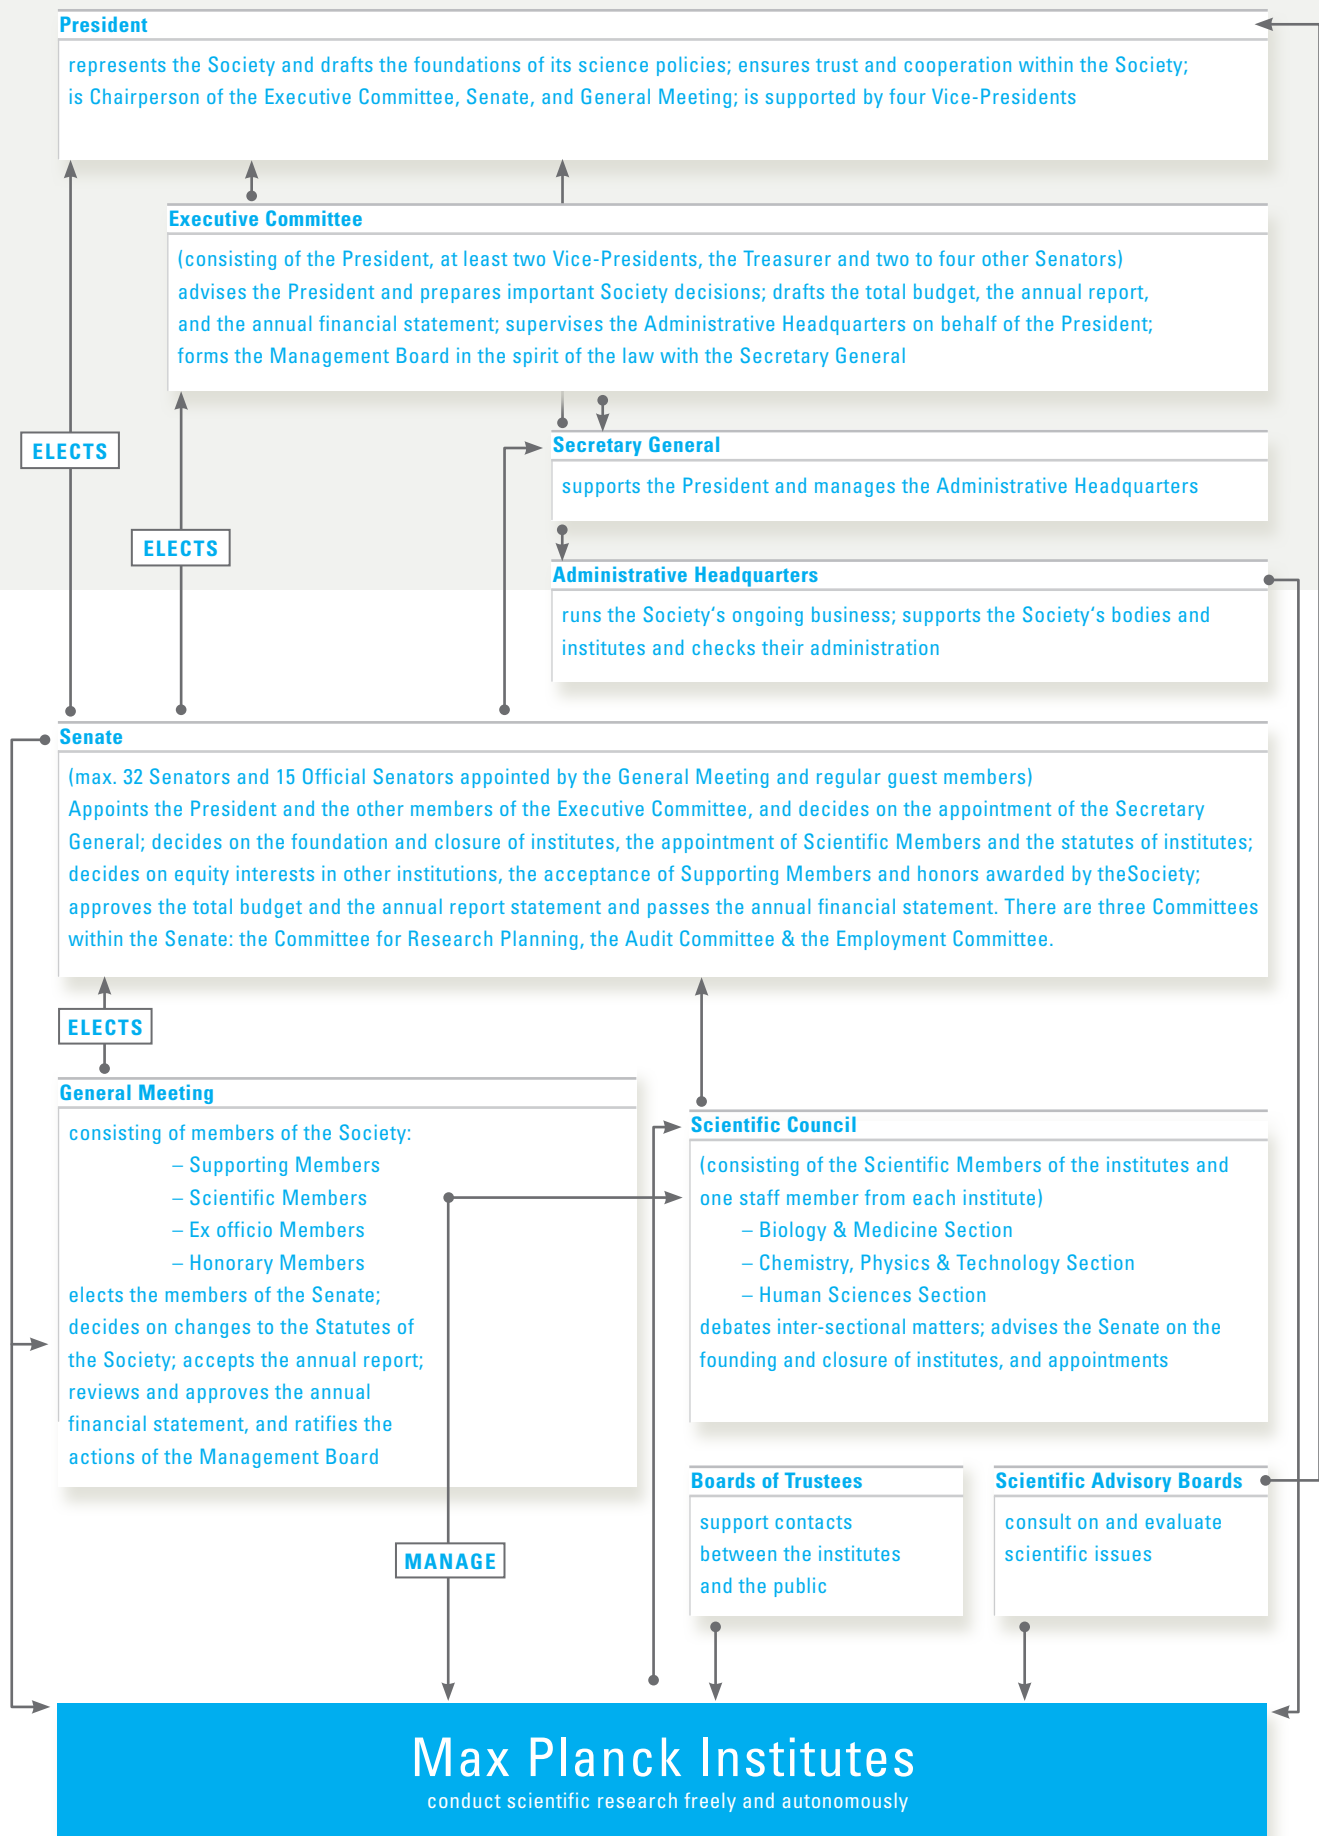 President
represents the Society and drafts the foundations of its science policies; ensures trust and cooperation within the Society;
is Chairperson of the Executive Committee, Senate, and General Meeting; is supported by four Vice-Presidents
Executive Committee
(consisting of the President, at least two Vice-Presidents, the Treasurer and two to four other Senators)
advises the President and prepares important Society decisions; drafts the total budget, the annual report,
and the annual financial statement; supervises the Administrative Headquarters on behalf of the President;
forms the Management Board in the spirit of the law with the Secretary General
ELECTS
Secretary General
supports the President and manages the Administrative Headquarters
ELECTS
Administrative Headquarters
runs the Society‘s ongoing business; supports the Society‘s bodies and
institutes and checks their administration
Senate
(max. 32 Senators and 15 Official Senators appointed by the General Meeting and regular guest members)
Appoints the President and the other members of the Executive Committee, and decides on the appointment of the Secretary
General; decides on the foundation and closure of institutes, the appointment of Scientific Members and the statutes of institutes;
decides on equity interests in other institutions, the acceptance of Supporting Members and honors awarded by theSociety;
approves the total budget and the annual report statement and passes the annual financial statement. There are three Committees
within the Senate: the Committee for Research Planning, the Audit Committee & the Employment Committee.
ELECTS
General Meeting
consisting of members of the Society:
– Supporting Members
– Scientific Members
– Ex officio Members
– Honorary Members
elects the members of the Senate;
decides on changes to the Statutes of
the Society; accepts the annual report;
reviews and approves the annual
financial statement, and ratifies the
actions of the Management Board
Scientific Council
(consisting of the Scientific Members of the institutes and
one staff member from each institute)
– Biology & Medicine Section
– Chemistry, Physics & Technology Section
– Human Sciences Section
debates inter-sectional matters; advises the Senate on the
founding and closure of institutes, and appointments
MANAGE
Boards of Trustees
support contacts
between the institutes
and the public
Scientific Advisory Boards
consult on and evaluate
scientific issues
Max Planck Institutes
conduct scientific research freely and autonomously